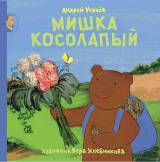 Андрей Усачёв
МИШКА
КОСОЛАПЫЙ
художник Вера Хлебникова